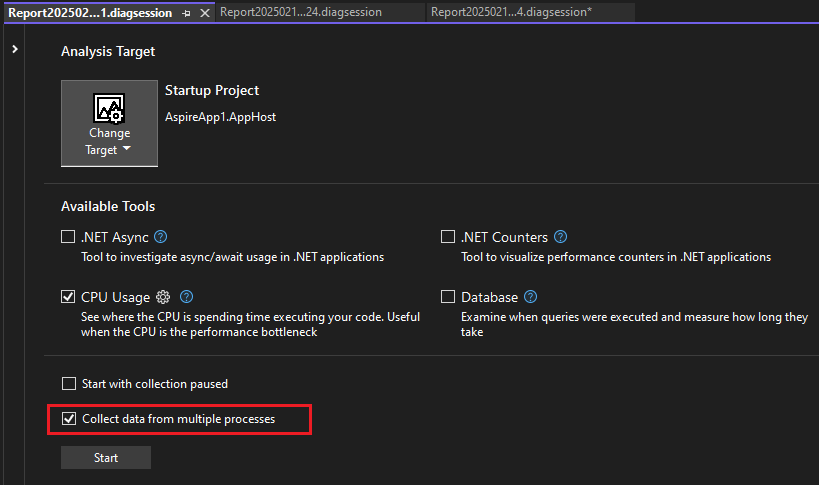 Report202502...1.diagsession
Report2025021...24.diagsession
Report2025021...4.diagsession*
Analysis Target
Change
Target
Startup Project
AspireApp1.AppHost
Available Tools
.NET Async
Tool to investigate async/await usage in .NET applications
.NET Counters
Tool to visualize performance counters in .NET applications
CPU Usage
See where the CPU is spending time executing your code. Useful
when the CPU is the performance bottleneck
Database
Examine when queries were executed and measure how long they
take
Start with collection paused
Collect data from multiple processes
Start